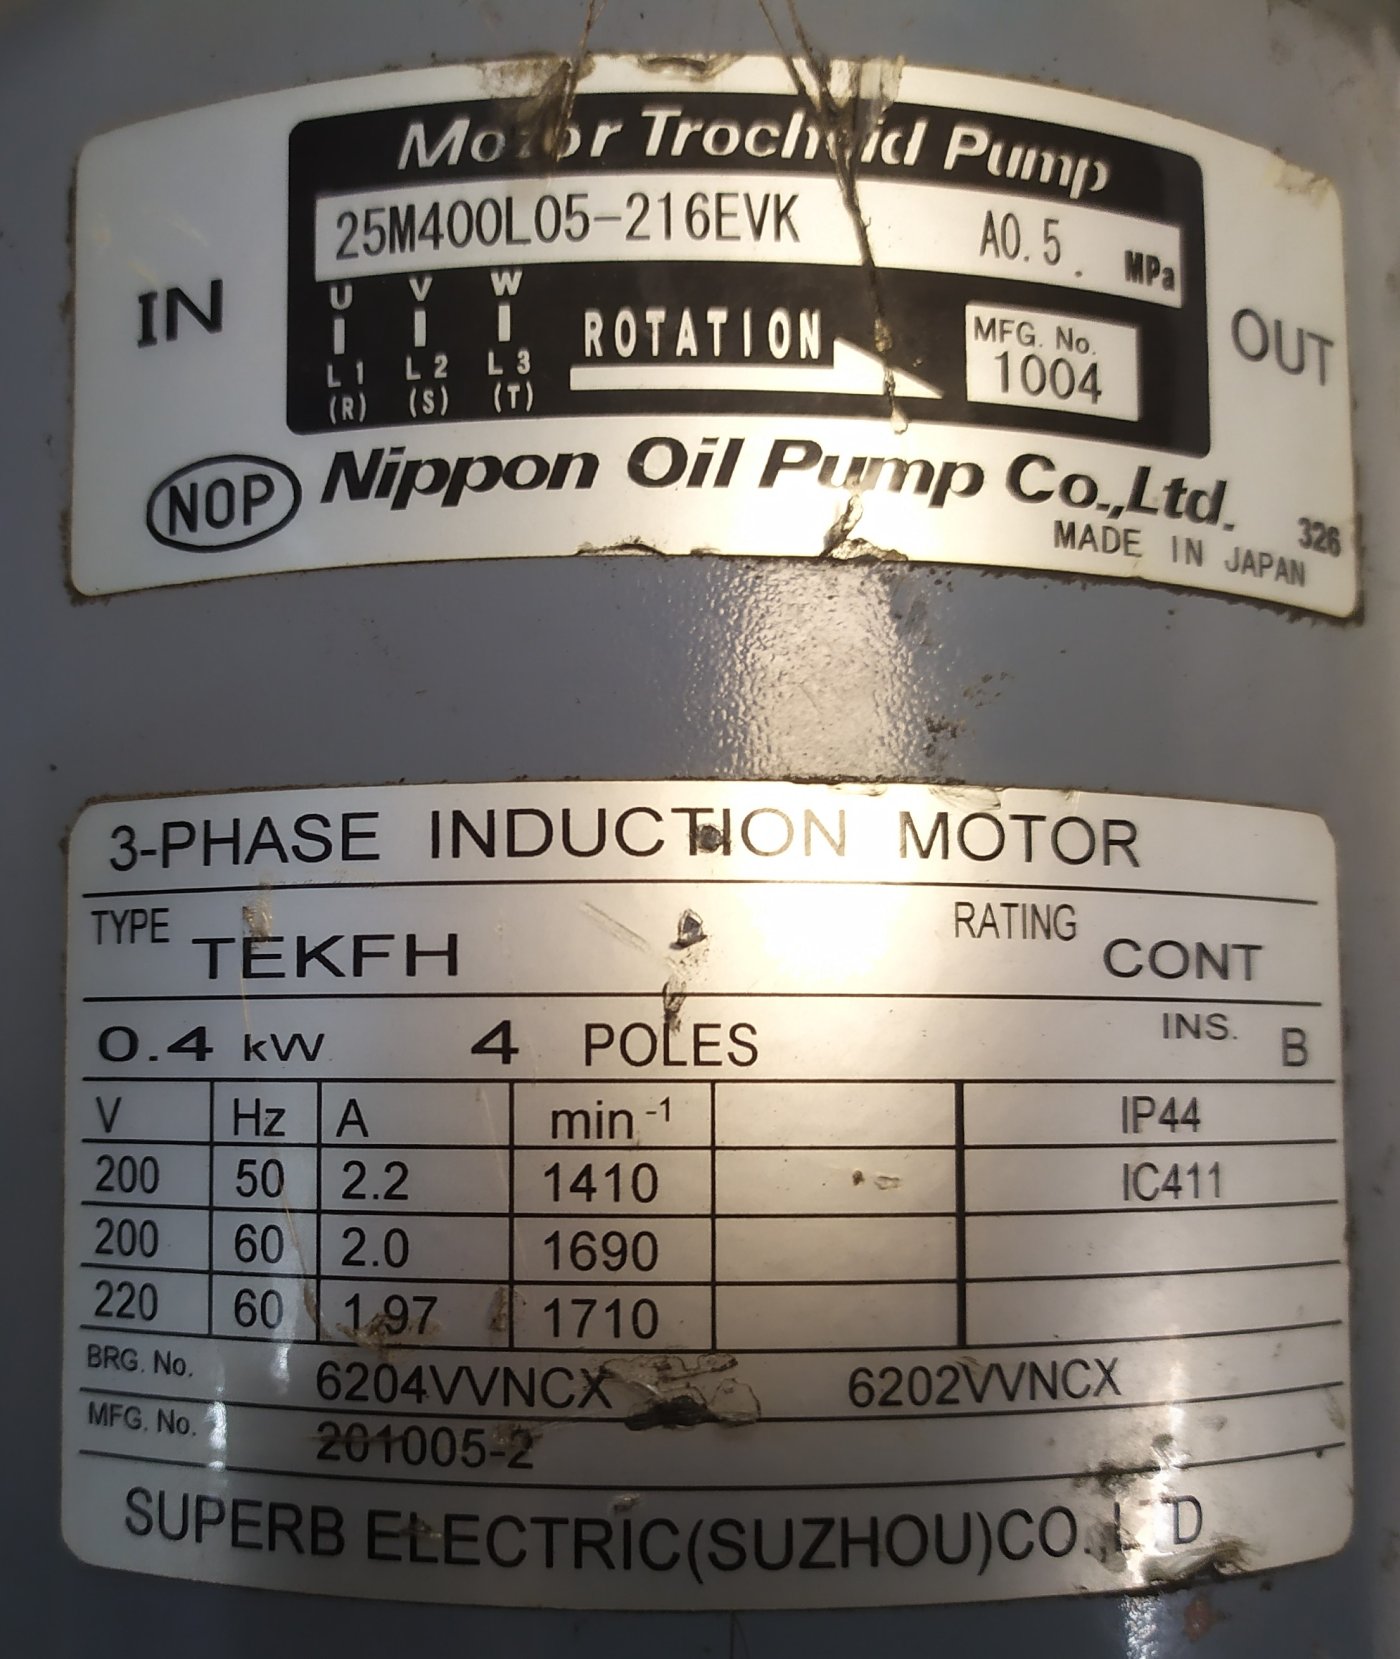 Motor Trochoid Pump
25M400L05-216EVK A0.5. MPa
IN
U V W
L1 L2 L3
(R) (S) (T)
ROTATION
MFG. No.
1004
OUT
NOP Nippon Oil Pump Co.,Ltd.
MADE IN JAPAN 326
3-PHASE INDUCTION MOTOR
TYPE TEKFH RATING CONT
0.4 kW 4 POLES INS. B
V Hz A min⁻¹ IP44
200 50 2.2 1410 IC411
200 60 2.0 1690
220 60 1.97 1710
BRG. No. 6204VVNCX 6202VVNCX
MFG. No. 201005-2
SUPERB ELECTRIC(SUZHOU)CO.,LTD